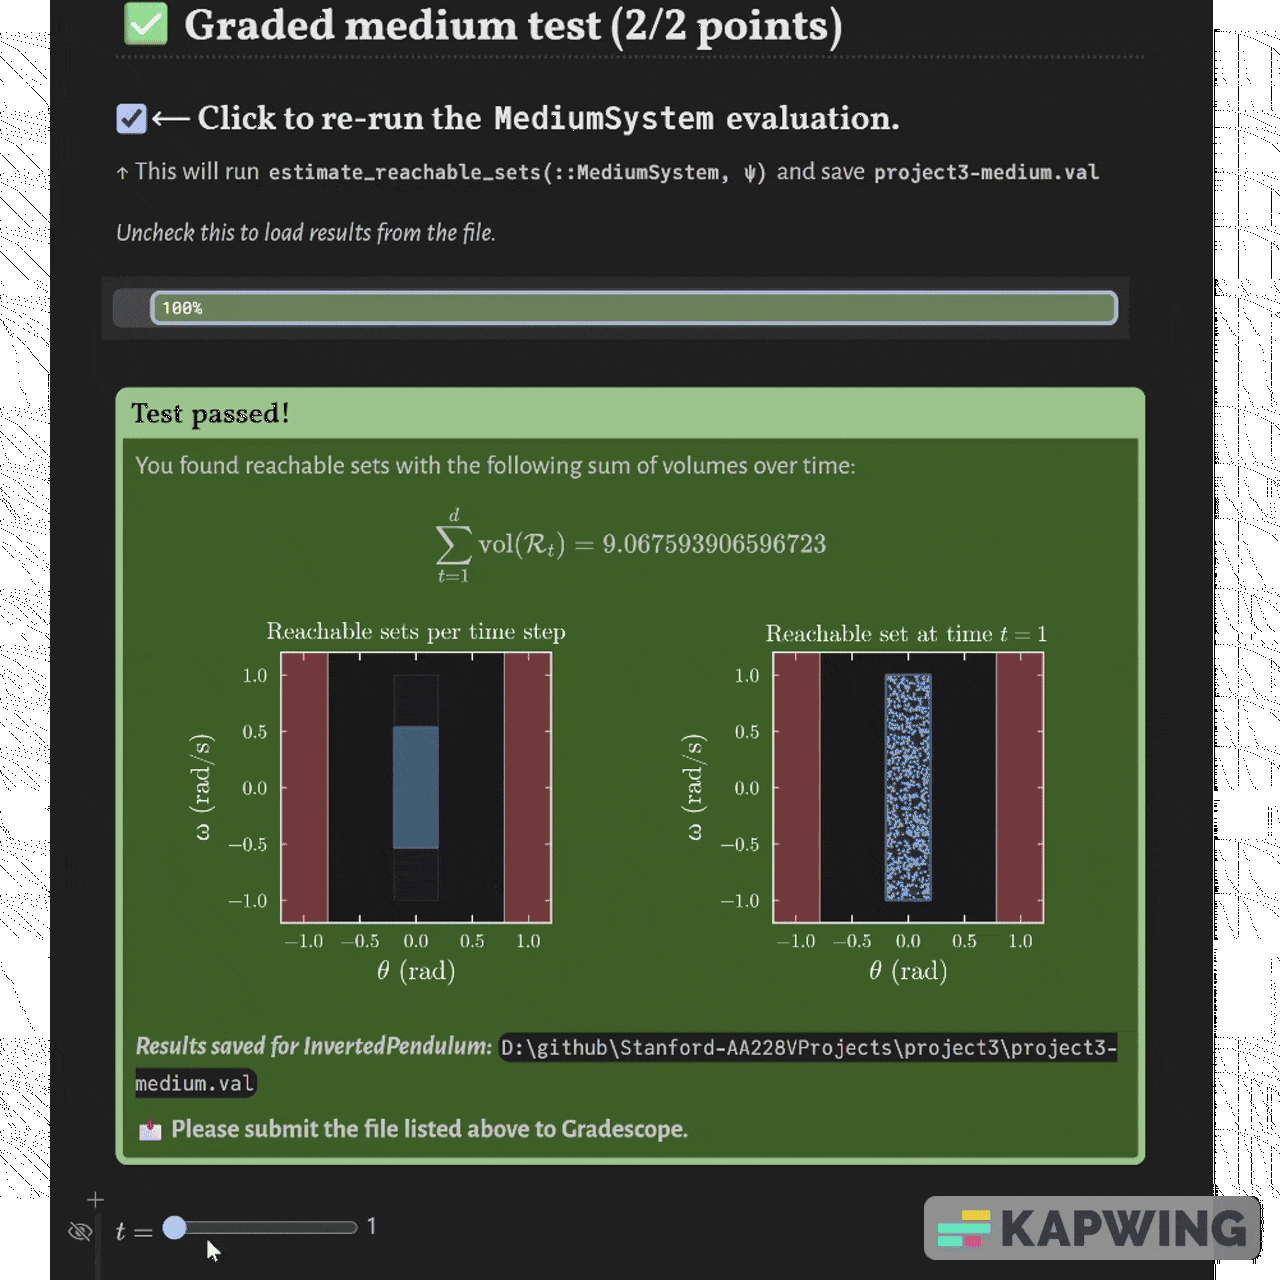 ✅ Graded medium test (2/2 points)
← Click to re-run the MediumSystem evaluation.
↑ This will run estimate_reachable_sets(::MediumSystem, ψ) and save project3-medium.val
Uncheck this to load results from the file.
100%
Test passed!
You found reachable sets with the following sum of volumes over time:
d
∑ vol(ℛₜ) = 9.067593906596723
t=1
Reachable sets per time step
1.0
0.5
0.0
−0.5
−1.0
ω (rad/s)
−1.0 −0.5 0.0 0.5 1.0
θ (rad)
Reachable set at time t = 1
1.0
0.5
0.0
−0.5
−1.0
ω (rad/s)
−1.0 −0.5 0.0 0.5 1.0
θ (rad)
Results saved for InvertedPendulum: D:\github\Stanford-AA228VProjects\project3\project3-
medium.val
📩 Please submit the file listed above to Gradescope.
t = 1
KAPWING